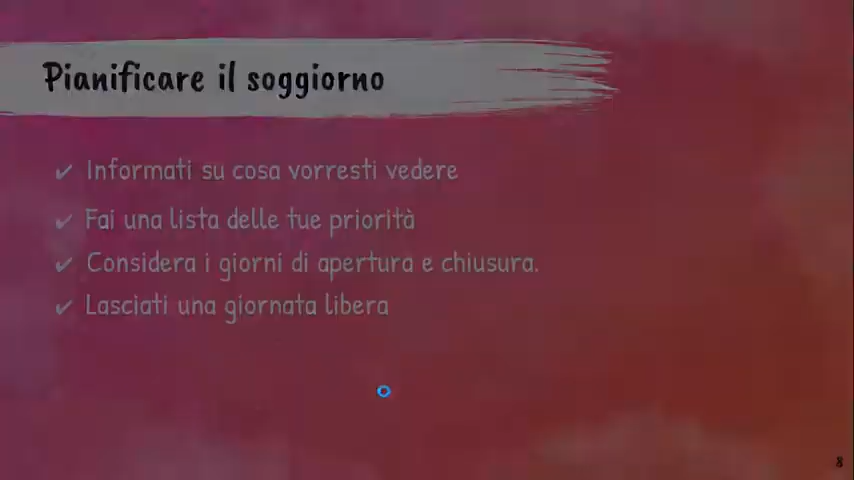 Pianificare il soggiorno
✔ Informati su cosa vorresti vedere
✔ Fai una lista delle tue priorità
✔ Considera i giorni di apertura e chiusura.
✔ Lasciati una giornata libera
8